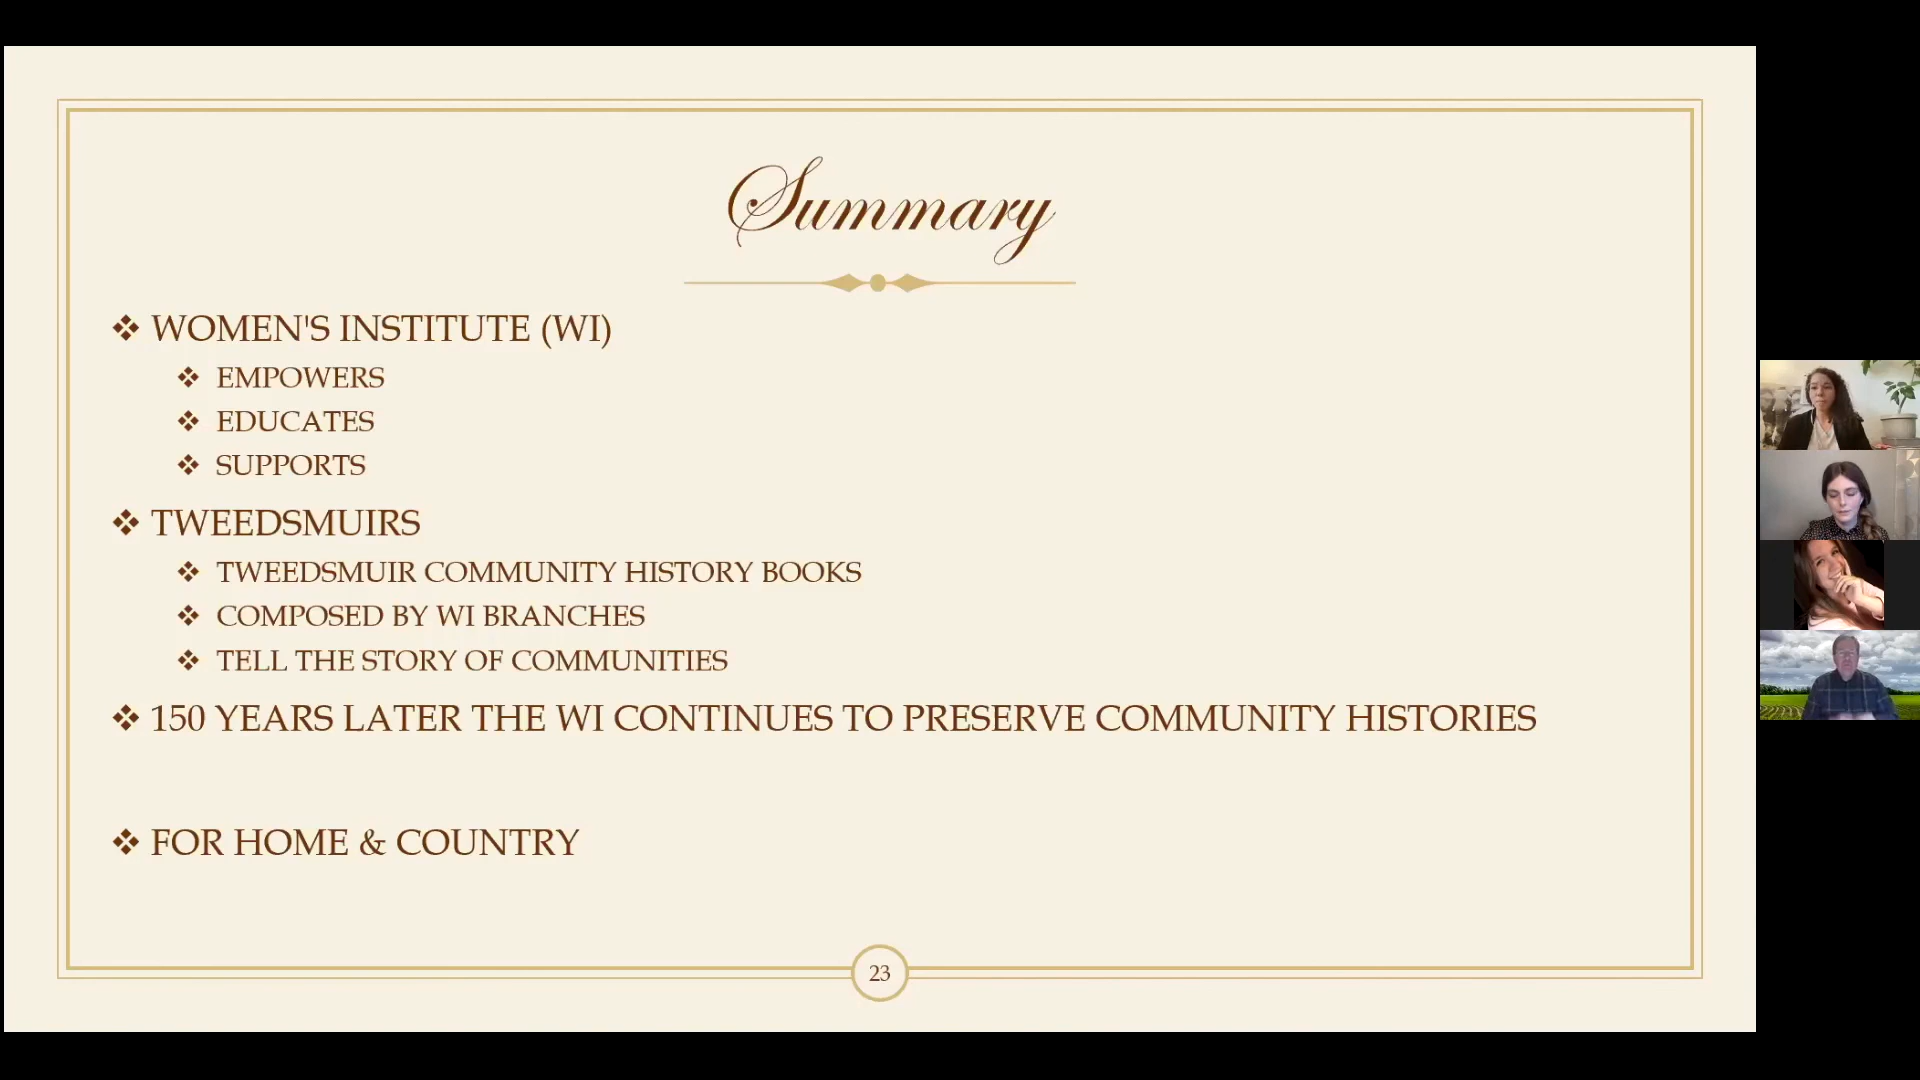 Summary
WOMEN'S INSTITUTE (WI)
EMPOWERS
EDUCATES
SUPPORTS
TWEEDSMUIRS
TWEEDSMUIR COMMUNITY HISTORY BOOKS
COMPOSED BY WI BRANCHES
TELL THE STORY OF COMMUNITIES
150 YEARS LATER THE WI CONTINUES TO PRESERVE COMMUNITY HISTORIES
FOR HOME & COUNTRY
23